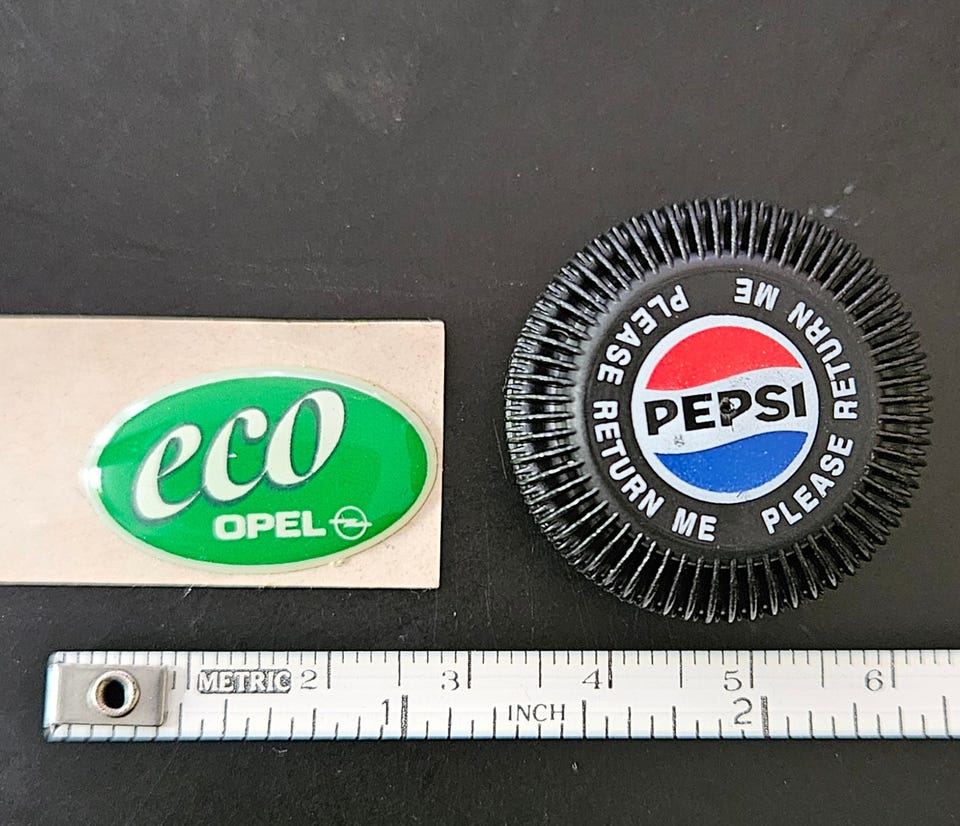 eco
OPEL
PLEASE RETURN ME
PEPSI
PLEASE RETURN ME
METRIC 2 3 4 5 6
1 INCH 2